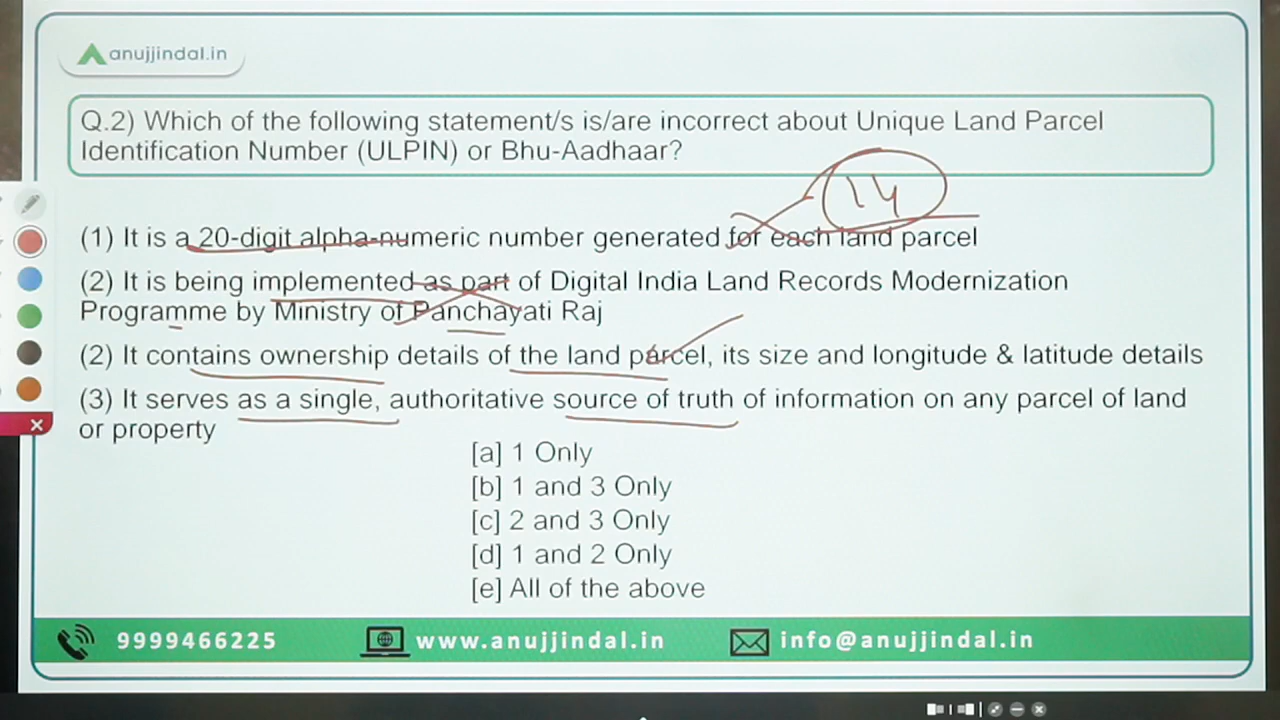 anujjindal.in
Q.2) Which of the following statement/s is/are incorrect about Unique Land Parcel
Identification Number (ULPIN) or Bhu-Aadhaar?
14
(1) It is a 20-digit alpha-numeric number generated for each land parcel
(2) It is being implemented as part of Digital India Land Records Modernization
Programme by Ministry of Panchayati Raj
(2) It contains ownership details of the land parcel, its size and longitude & latitude details
(3) It serves as a single, authoritative source of truth of information on any parcel of land
or property
[a] 1 Only
[b] 1 and 3 Only
[c] 2 and 3 Only
[d] 1 and 2 Only
[e] All of the above
9999466225 www.anujjindal.in info@anujjindal.in